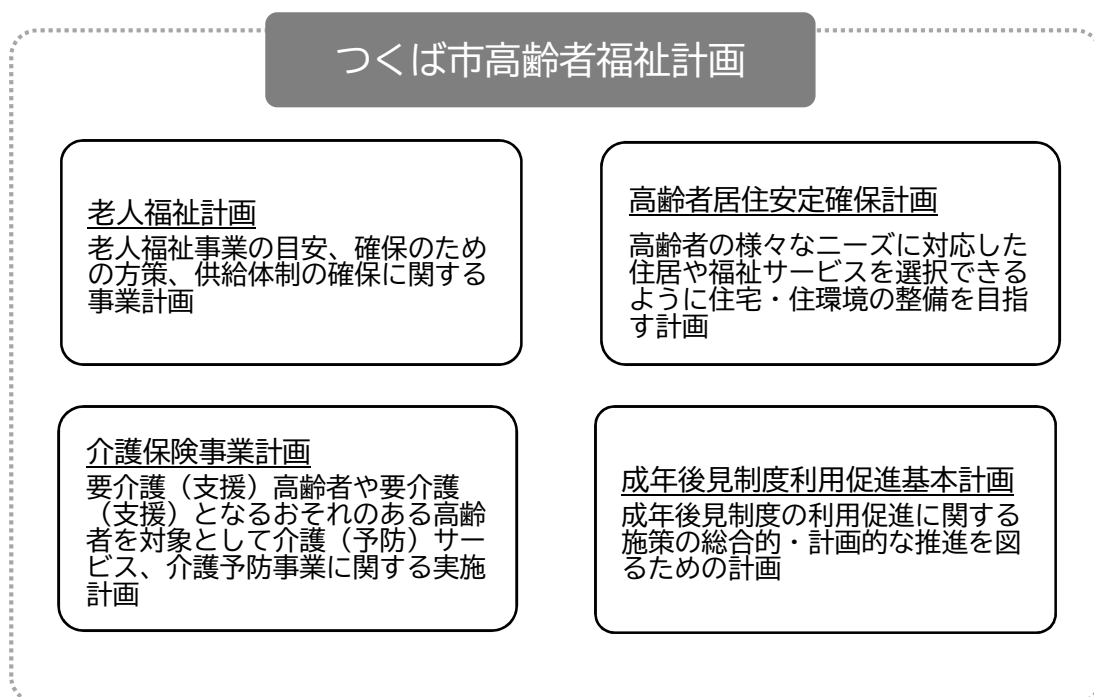 つくば市高齢者福祉計画
老人福祉計画
老人福祉事業の目安、確保のため
の方策、供給体制の確保に関する
事業計画
高齢者居住安定確保計画
高齢者の様々なニーズに対応した
住居や福祉サービスを選択できる
ように住宅・住環境の整備を目指
す計画
介護保険事業計画
要介護（支援）高齢者や要介護
（支援）となるおそれのある高齢
者を対象として介護（予防）サー
ビス、介護予防事業に関する実施
計画
成年後見制度利用促進基本計画
成年後見制度の利用促進に関する
施策の総合的・計画的な推進を図
るための計画